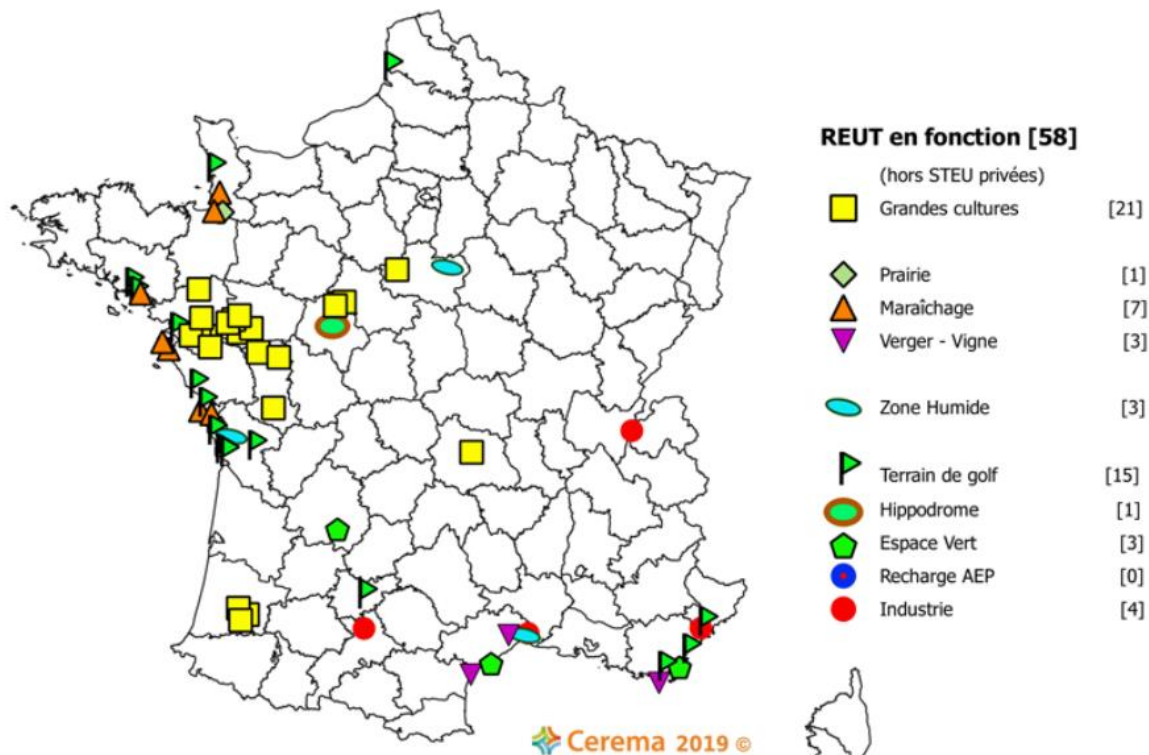 REUT en fonction [58]
(hors STEU privées)
Grandes cultures [21]
Prairie [1]
Maraîchage [7]
Verger - Vigne [3]
Zone Humide [3]
Terrain de golf [15]
Hippodrome [1]
Espace Vert [3]
Recharge AEP [0]
Industrie [4]
Cerema 2019 ©